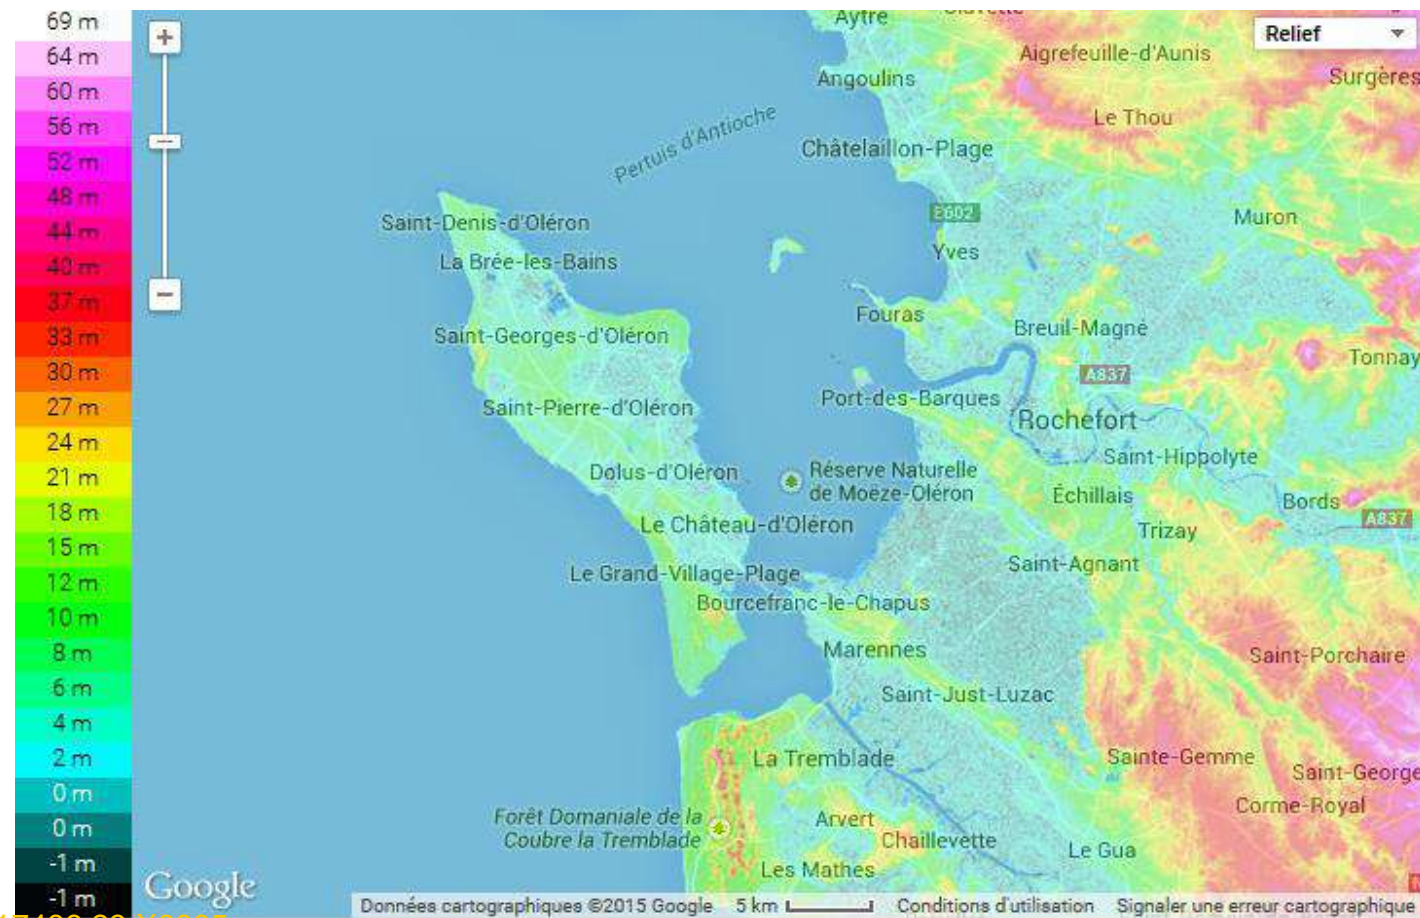 69 m
64 m
60 m
56 m
52 m
48 m
44 m
40 m
37 m
33 m
30 m
27 m
24 m
21 m
18 m
15 m
12 m
10 m
8 m
6 m
4 m
2 m
0 m
0 m
-1 m
-1 m
+
−
Relief
Aytré
Aigrefeuille-d'Aunis
Angoulins
Surgères
Le Thou
Pertuis d'Antioche
Châtelaillon-Plage
E602
Muron
Saint-Denis-d'Oléron
Yves
La Brée-les-Bains
Fouras
Breuil-Magné
Saint-Georges-d'Oléron
Tonnay
A837
Port-des-Barques
Saint-Pierre-d'Oléron
Rochefort
Saint-Hippolyte
Dolus-d'Oléron
Réserve Naturelle
de Moëze-Oléron
Échillais
Bords
A837
Le Château-d'Oléron
Trizay
Saint-Agnant
Le Grand-Village-Plage
Bourcefranc-le-Chapus
Marennes
Saint-Porchaire
Saint-Just-Luzac
La Tremblade
Sainte-Gemme
Saint-George
Corme-Royal
Forêt Domaniale de la
Coubre la Tremblade
Arvert
Chaillevette
Le Gua
Les Mathes
Google
Données cartographiques ©2015 Google 5 km Conditions d'utilisation Signaler une erreur cartographique